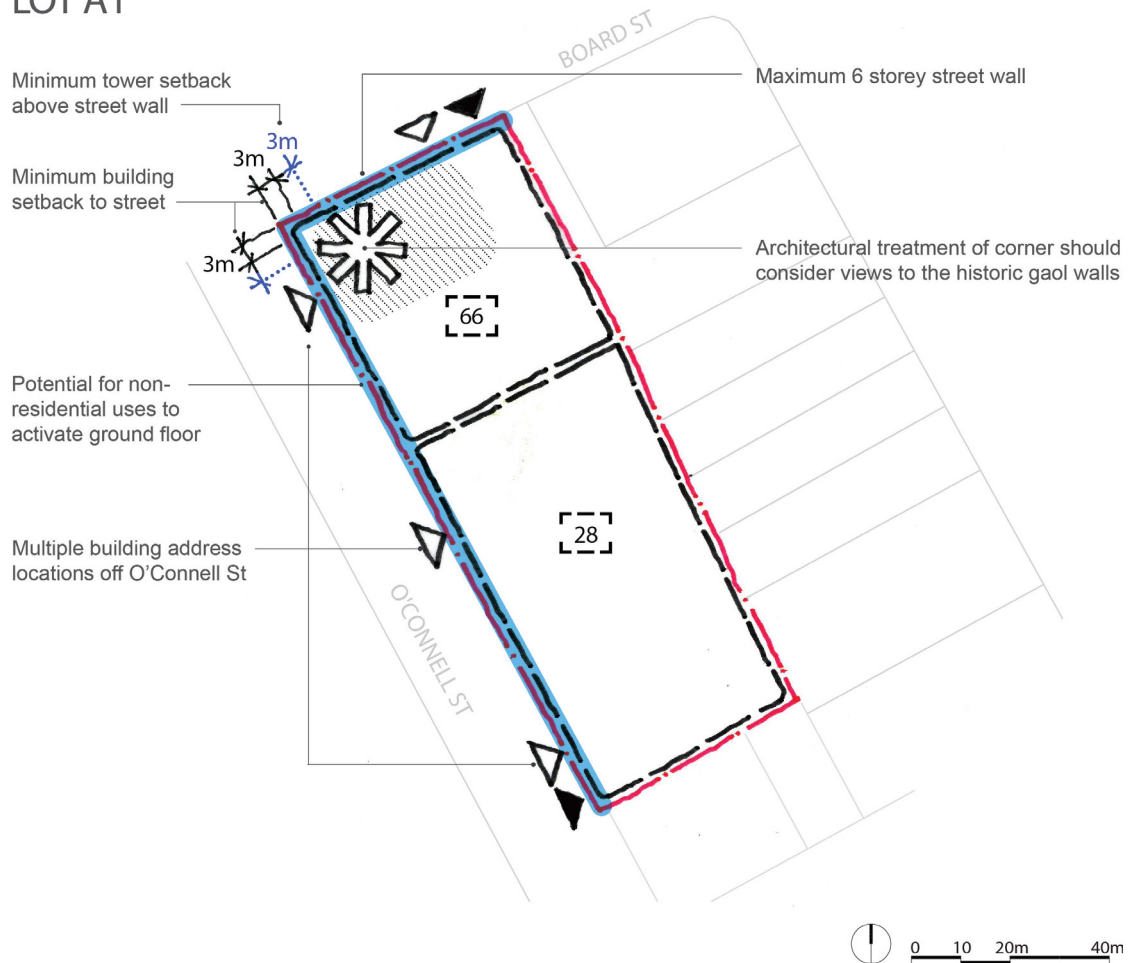 LOT A1
BOARD ST
Minimum tower setback
above street wall
Maximum 6 storey street wall
3m
3m
Minimum building
setback to street
3m
Architectural treatment of corner should
consider views to the historic gaol walls
66
Potential for non-
residential uses to
activate ground floor
28
Multiple building address
locations off O'Connell St
O'CONNELL ST
0 10 20m 40m